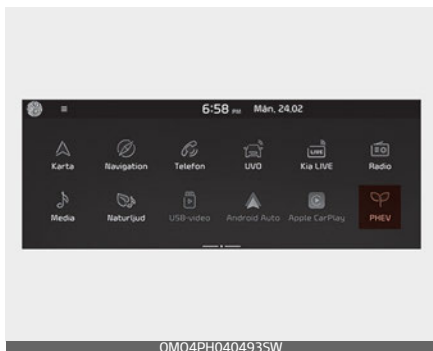 6:58 PM Mån. 24.02
Karta Navigation Telefon UVO Kia LIVE Radio
Media Naturljud USB-video Android Auto Apple CarPlay PHEV
OMQ4PH040493SW